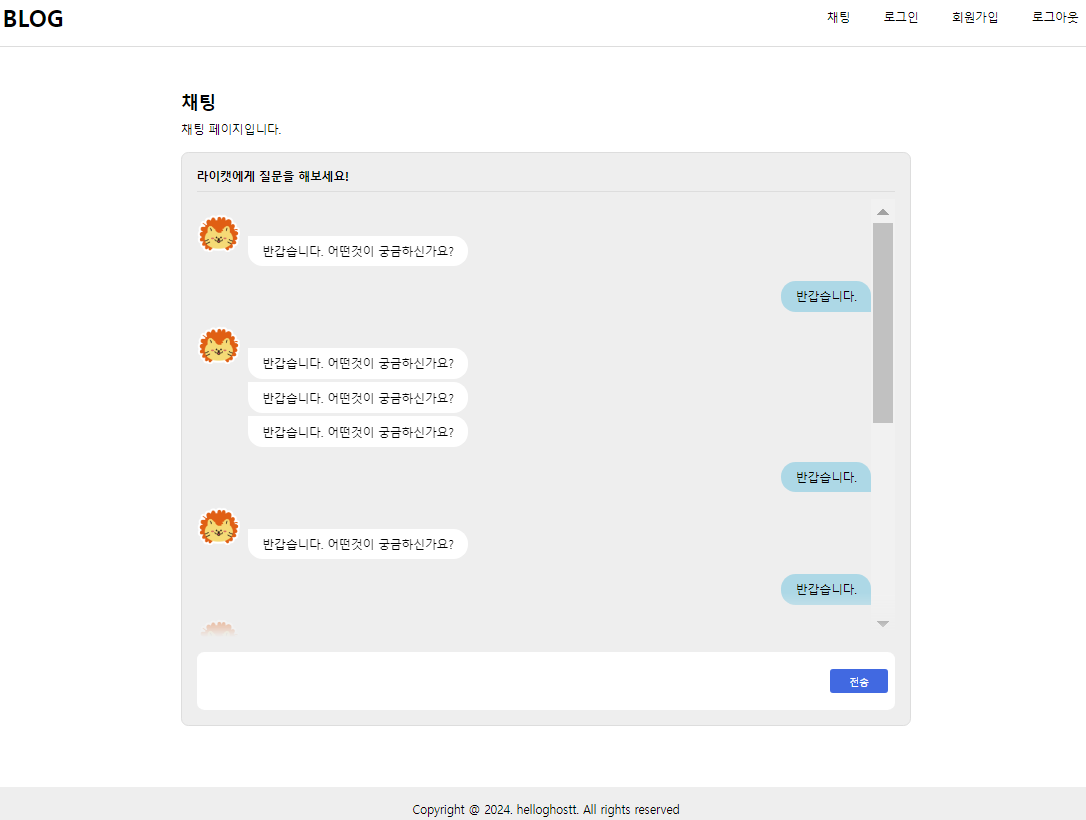 BLOG
채팅 로그인 회원가입 로그아웃
채팅
채팅 페이지입니다.
라이캣에게 질문을 해보세요!
반갑습니다. 어떤것이 궁금하신가요?
반갑습니다.
반갑습니다. 어떤것이 궁금하신가요?
반갑습니다. 어떤것이 궁금하신가요?
반갑습니다. 어떤것이 궁금하신가요?
반갑습니다.
반갑습니다. 어떤것이 궁금하신가요?
반갑습니다.
전송
Copyright @ 2024. helloghostt. All rights reserved